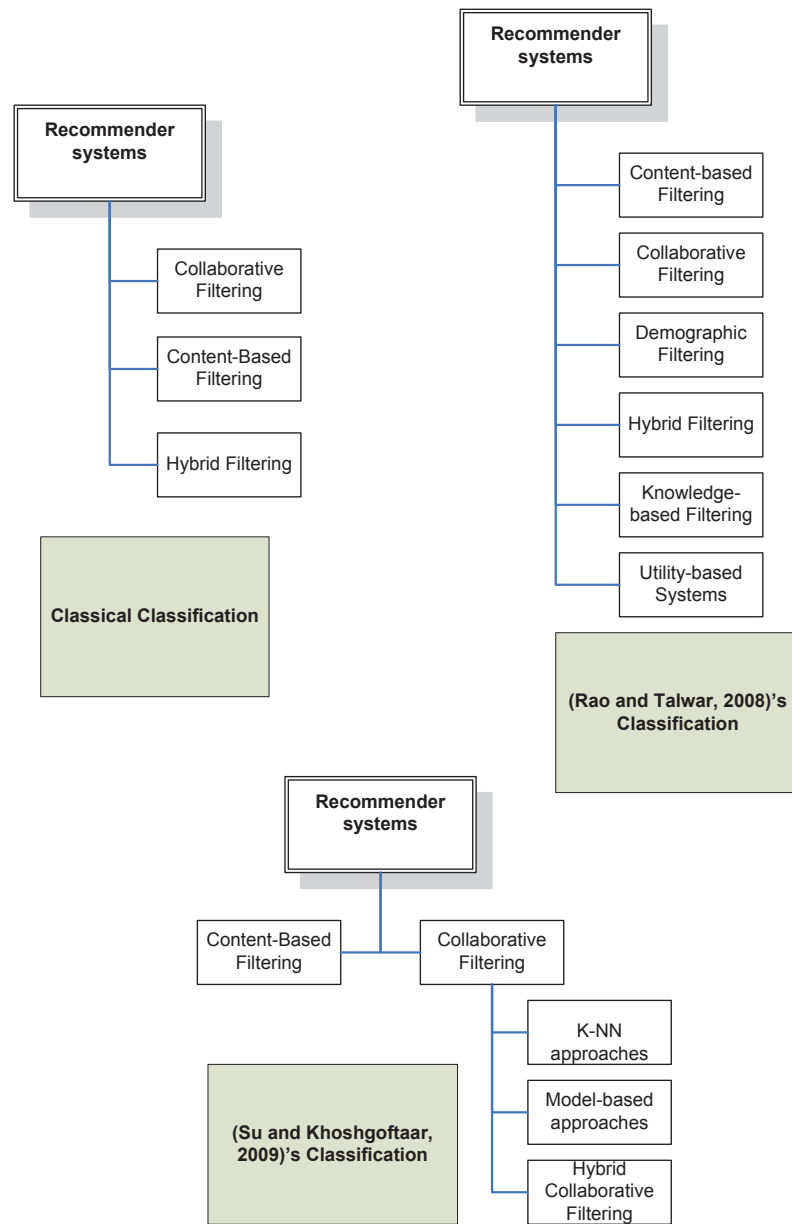 Recommender
systems
Collaborative
Filtering
Content-Based
Filtering
Hybrid Filtering
Classical Classification
Recommender
systems
Content-based
Filtering
Collaborative
Filtering
Demographic
Filtering
Hybrid Filtering
Knowledge-
based Filtering
Utility-based
Systems
(Rao and Talwar, 2008)'s
Classification
Recommender
systems
Content-Based
Filtering
Collaborative
Filtering
K-NN
approaches
Model-based
approaches
Hybrid
Collaborative
Filtering
(Su and Khoshgoftaar,
2009)'s Classification